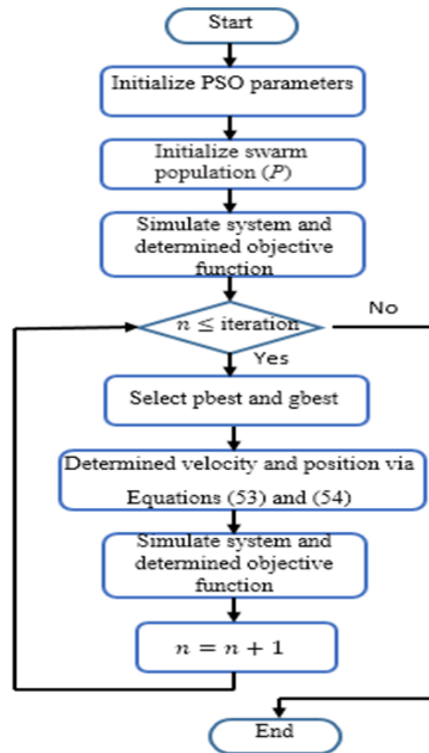 Start
Initialize PSO parameters
Initialize swarm
population (P)
Simulate system and
determined objective
function
n ≤ iteration
No
Yes
Select pbest and gbest
Determined velocity and position via
Equations (53) and (54)
Simulate system and
determined objective
function
n = n + 1
End